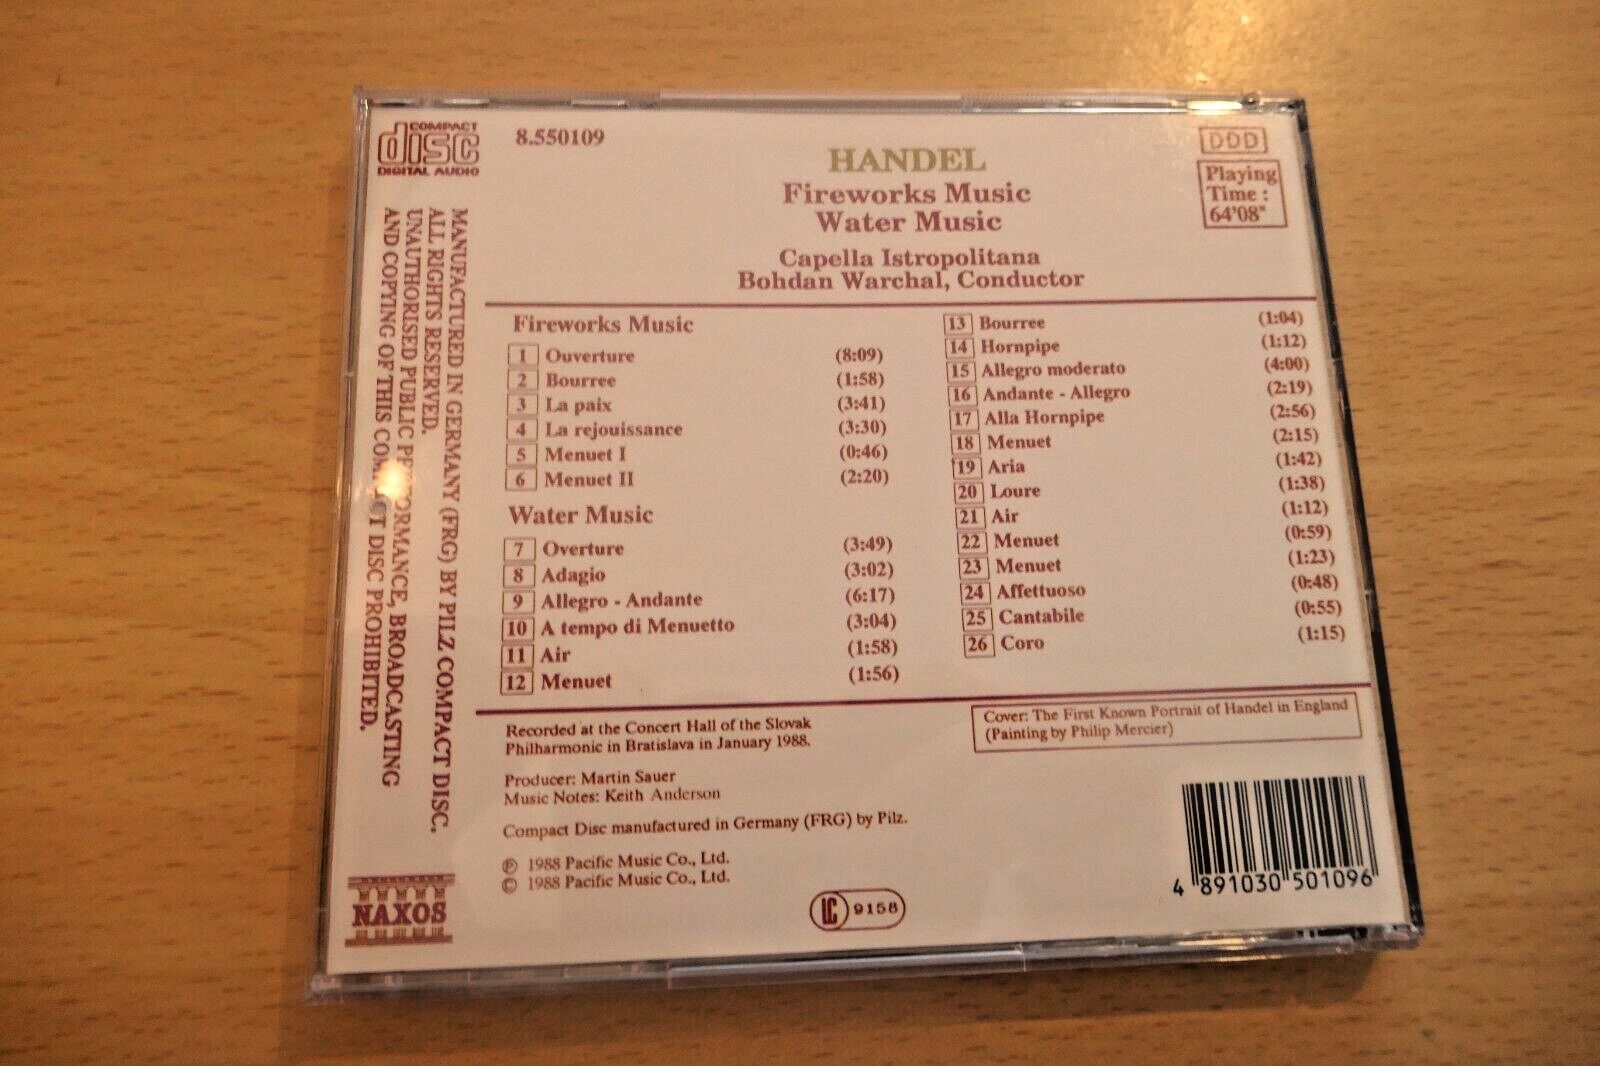 COMPACT
disc
DIGITAL AUDIO
8.550109
HANDEL
Fireworks Music
Water Music
Capella Istropolitana
Bohdan Warchal, Conductor
DDD
Playing
Time :
64'08"
MANUFACTURED IN GERMANY (FRG) BY PILZ COMPACT DISC.
ALL RIGHTS RESERVED.
UNAUTHORISED PUBLIC PERFORMANCE, BROADCASTING
AND COPYING OF THIS COMPACT DISC PROHIBITED.
Fireworks Music
1 Ouverture (8:09)
2 Bourree (1:58)
3 La paix (3:41)
4 La rejouissance (3:30)
5 Menuet I (0:46)
6 Menuet II (2:20)
Water Music
7 Overture (3:49)
8 Adagio (3:02)
9 Allegro - Andante (6:17)
10 A tempo di Menuetto (3:04)
11 Air (1:58)
12 Menuet (1:56)
13 Bourree (1:04)
14 Hornpipe (1:12)
15 Allegro moderato (4:00)
16 Andante - Allegro (2:19)
17 Alla Hornpipe (2:56)
18 Menuet (2:15)
19 Aria (1:42)
20 Loure (1:38)
21 Air (1:12)
22 Menuet (0:59)
23 Menuet (1:23)
24 Affettuoso (0:48)
25 Cantabile (0:55)
26 Coro (1:15)
Recorded at the Concert Hall of the Slovak
Philharmonic in Bratislava in January 1988.
Producer: Martin Sauer
Music Notes: Keith Anderson
Compact Disc manufactured in Germany (FRG) by Pilz.
℗ 1988 Pacific Music Co., Ltd.
© 1988 Pacific Music Co., Ltd.
Cover: The First Known Portrait of Handel in England
(Painting by Philip Mercier)
NAXOS
LC 9158
4 891030 501096